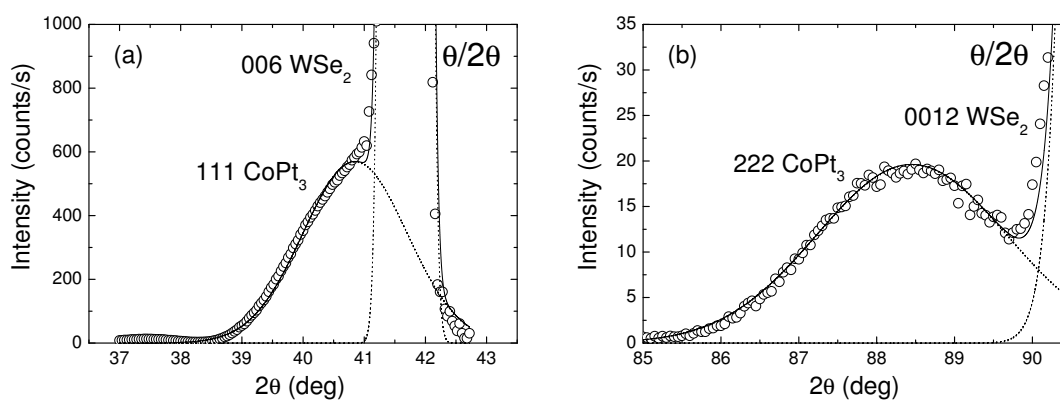 (a)
θ/2θ
006 WSe₂
111 CoPt₃
Intensity (counts/s)
1000
800
600
400
200
0
37 38 39 40 41 42 43
2θ (deg)
(b)
θ/2θ
0012 WSe₂
222 CoPt₃
Intensity (counts/s)
35
30
25
20
15
10
5
0
85 86 87 88 89 90
2θ (deg)